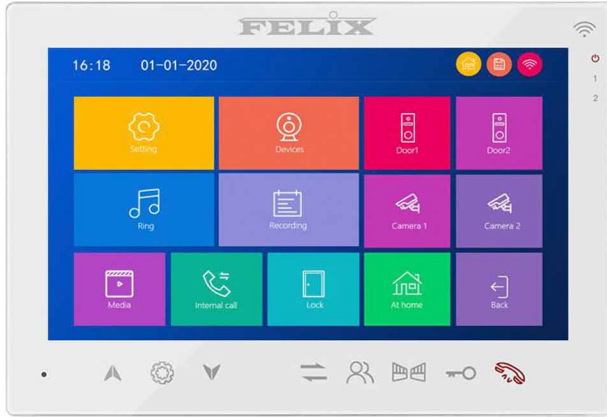 FELIX
16:18 01-01-2020
Setting Devices Door1 Door2
1
2
Ring Recording Camera 1 Camera 2
Media Internal call Lock At home Back